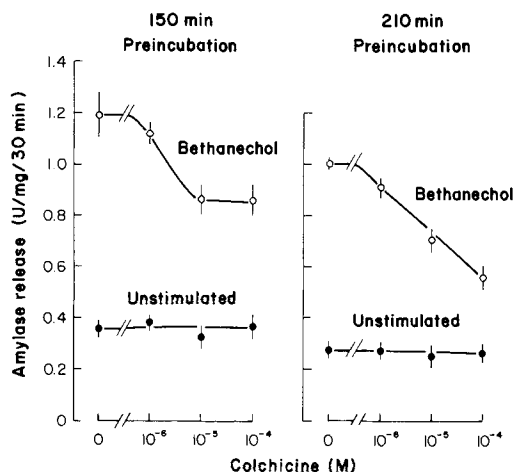 150 min
Preincubation
210 min
Preincubation
Amylase release (U/mg/30 min)
1.4
1.2
1.0
0.8
0.6
0.4
0.2
0
Bethanechol
Unstimulated
Bethanechol
Unstimulated
0 10⁻⁶ 10⁻⁵ 10⁻⁴
0 10⁻⁶ 10⁻⁵ 10⁻⁴
Colchicine (M)